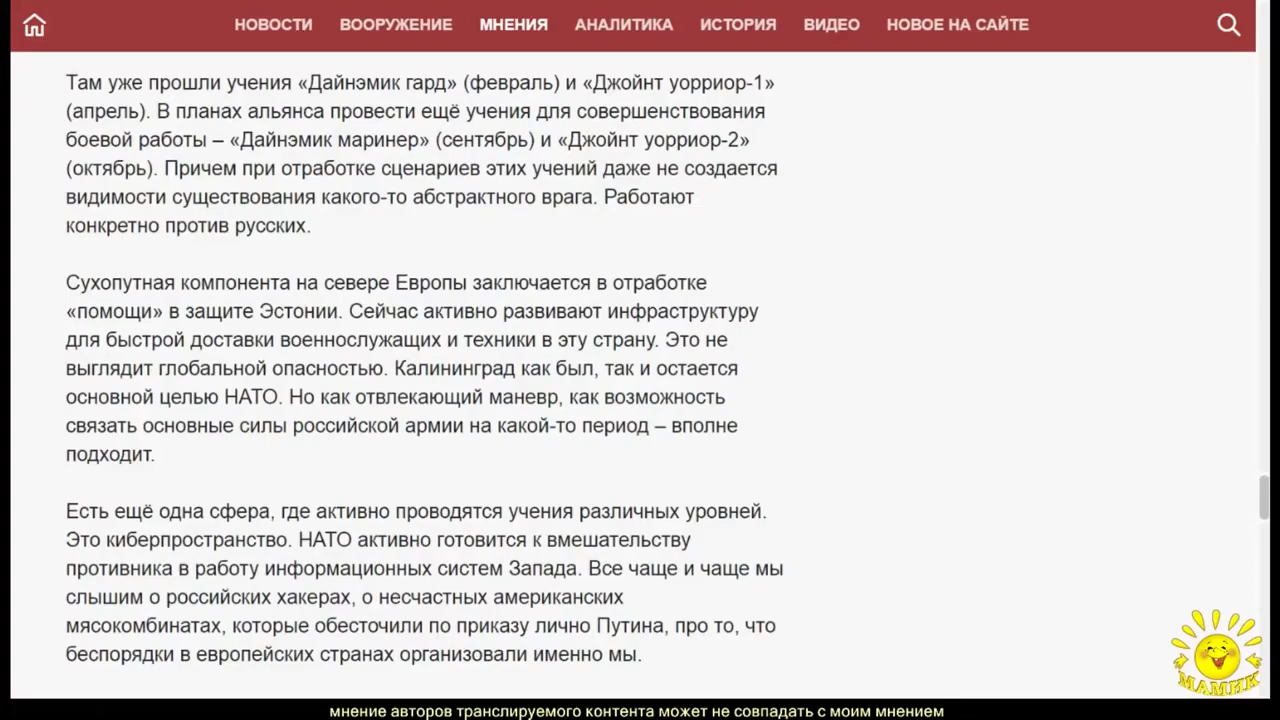 НОВОСТИ ВООРУЖЕНИЕ МНЕНИЯ АНАЛИТИКА ИСТОРИЯ ВИДЕО НОВОЕ НА САЙТЕ
Там уже прошли учения «Дайнэмик гард» (февраль) и «Джойнт уорриор-1»
(апрель). В планах альянса провести ещё учения для совершенствования
боевой работы – «Дайнэмик маринер» (сентябрь) и «Джойнт уорриор-2»
(октябрь). Причем при отработке сценариев этих учений даже не создается
видимости существования какого-то абстрактного врага. Работают
конкретно против русских.
Сухопутная компонента на севере Европы заключается в отработке
«помощи» в защите Эстонии. Сейчас активно развивают инфраструктуру
для быстрой доставки военнослужащих и техники в эту страну. Это не
выглядит глобальной опасностью. Калининград как был, так и остается
основной целью НАТО. Но как отвлекающий маневр, как возможность
связать основные силы российской армии на какой-то период – вполне
подходит.
Есть ещё одна сфера, где активно проводятся учения различных уровней.
Это киберпространство. НАТО активно готовится к вмешательству
противника в работу информационных систем Запада. Все чаще и чаще мы
слышим о российских хакерах, о несчастных американских
мясокомбинатах, которые обесточили по приказу лично Путина, про то, что
беспорядки в европейских странах организовали именно мы.
МАМИК
мнение авторов транслируемого контента может не совпадать с моим мнением